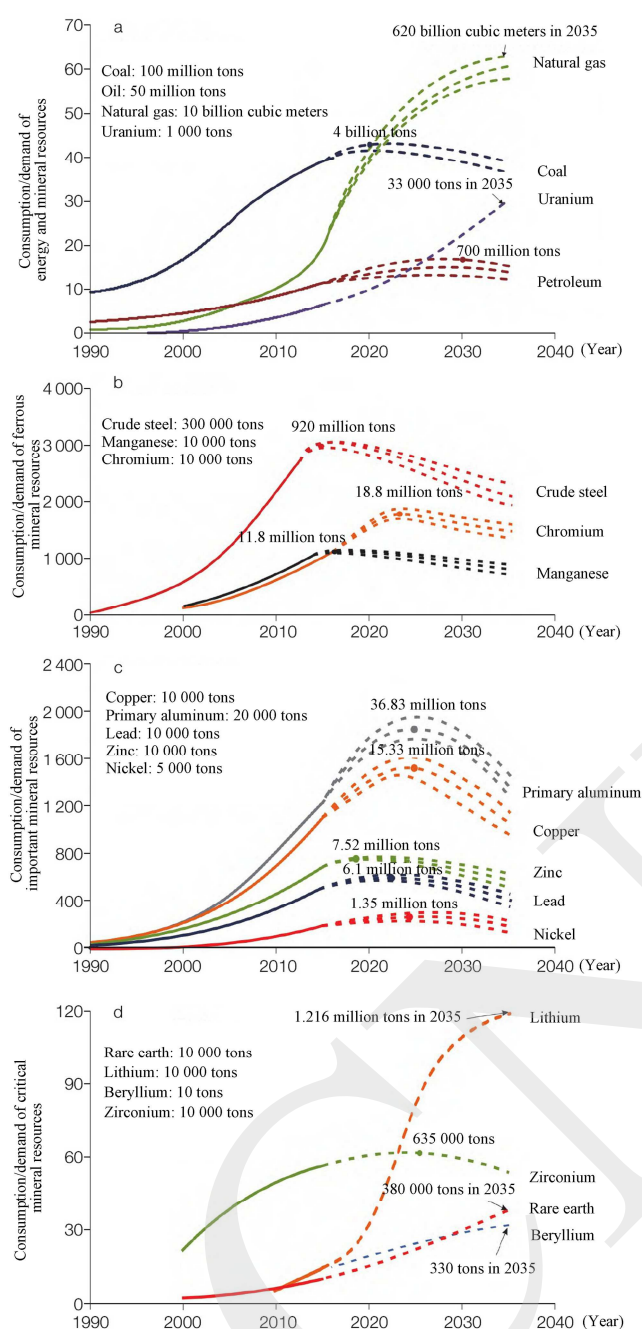 a
620 billion cubic meters in 2035
Coal: 100 million tons
Oil: 50 million tons
Natural gas: 10 billion cubic meters
Uranium: 1 000 tons
Natural gas
4 billion tons
Coal
33 000 tons in 2035
Uranium
700 million tons
Petroleum
Consumption/demand of
energy and mineral resources
70
60
50
40
30
20
10
0
1990 2000 2010 2020 2030 2040 (Year)
b
Crude steel: 300 000 tons
Manganese: 10 000 tons
Chromium: 10 000 tons
920 million tons
18.8 million tons
11.8 million tons
Crude steel
Chromium
Manganese
Consumption/demand of ferrous
mineral resources
4 000
3 000
2 000
1 000
0
1990 2000 2010 2020 2030 2040 (Year)
c
Copper: 10 000 tons
Primary aluminum: 20 000 tons
Lead: 10 000 tons
Zinc: 10 000 tons
Nickel: 5 000 tons
36.83 million tons
15.33 million tons
7.52 million tons
6.1 million tons
1.35 million tons
Primary aluminum
Copper
Zinc
Lead
Nickel
Consumption/demand of
important mineral resources
2 400
2 000
1 600
1200
800
400
0
1990 2000 2010 2020 2030 2040 (Year)
d
1.216 million tons in 2035
Lithium
Rare earth: 10 000 tons
Lithium: 10 000 tons
Beryllium: 10 tons
Zirconium: 10 000 tons
635 000 tons
Zirconium
380 000 tons in 2035
Rare earth
Beryllium
330 tons in 2035
Consumption/demand of critical
mineral resources
120
90
60
30
0
1990 2000 2010 2020 2030 2040 (Year)